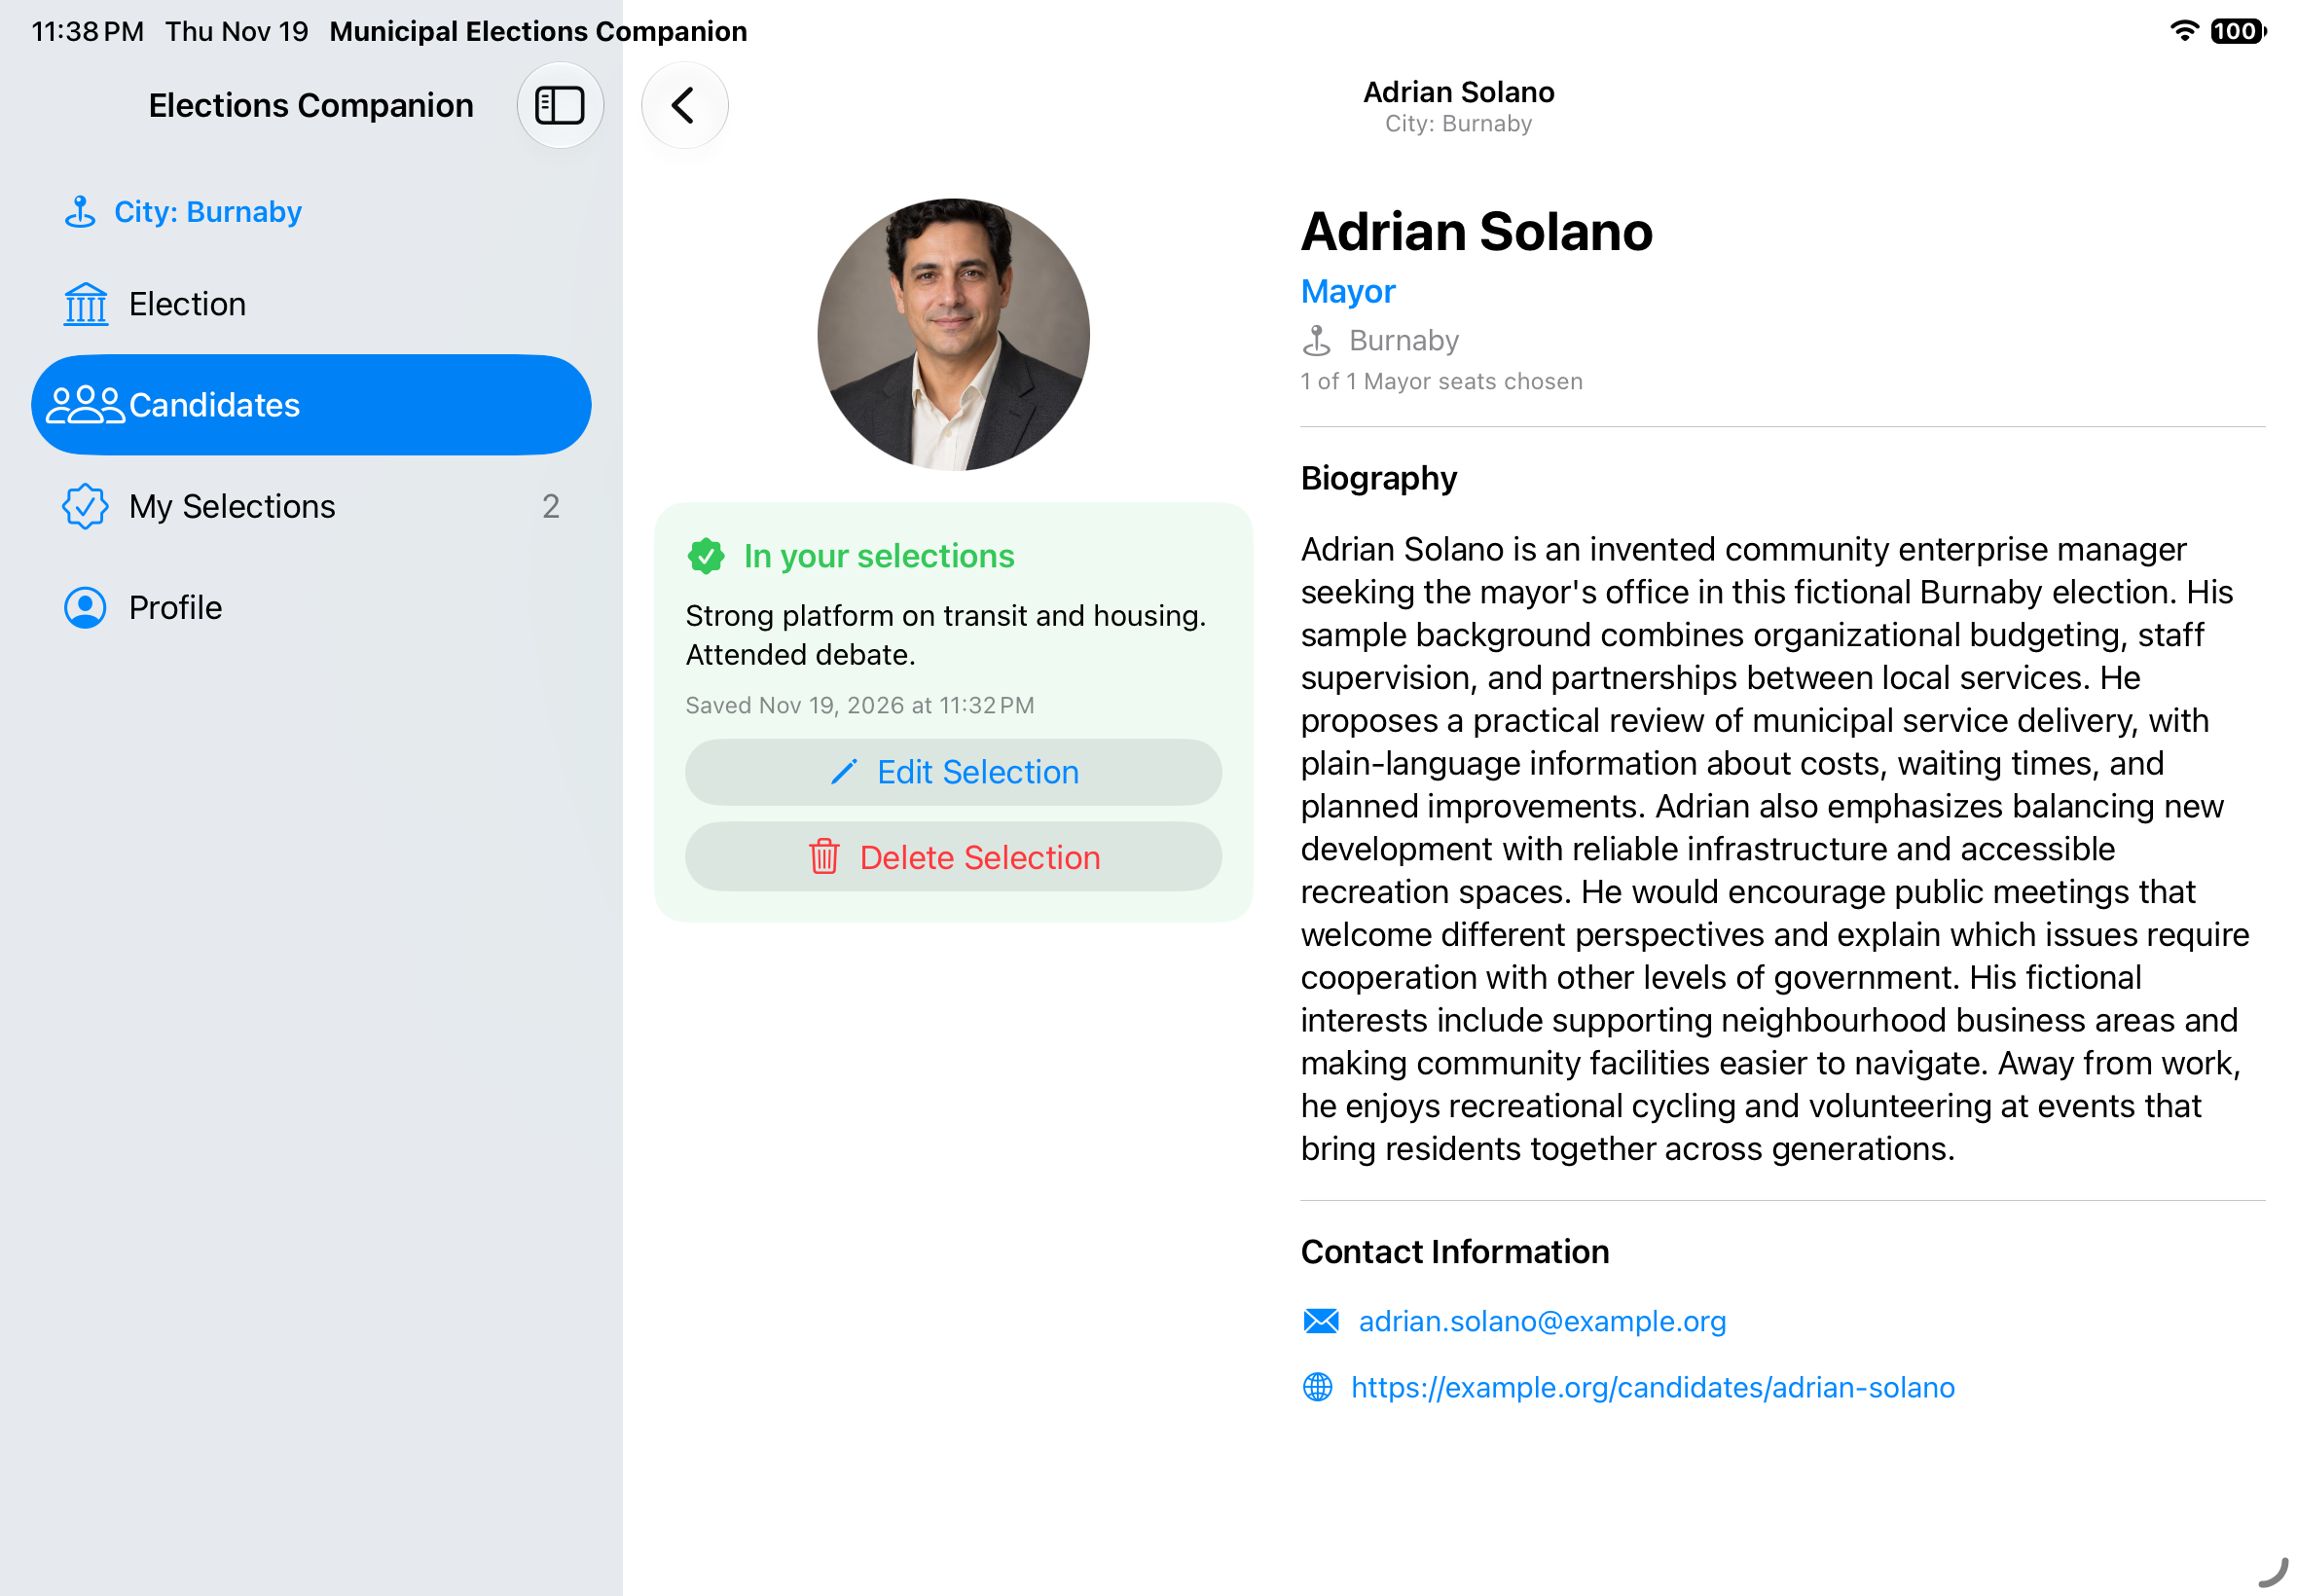 11:38 PM Thu Nov 19 Municipal Elections Companion
100
Elections Companion
City: Burnaby
Election
Candidates
My Selections 2
Profile
Adrian Solano
City: Burnaby
In your selections
Strong platform on transit and housing.
Attended debate.
Saved Nov 19, 2026 at 11:32 PM
Edit Selection
Delete Selection
Adrian Solano
Mayor
Burnaby
1 of 1 Mayor seats chosen
Biography
Adrian Solano is an invented community enterprise manager
seeking the mayor's office in this fictional Burnaby election. His
sample background combines organizational budgeting, staff
supervision, and partnerships between local services. He
proposes a practical review of municipal service delivery, with
plain-language information about costs, waiting times, and
planned improvements. Adrian also emphasizes balancing new
development with reliable infrastructure and accessible
recreation spaces. He would encourage public meetings that
welcome different perspectives and explain which issues require
cooperation with other levels of government. His fictional
interests include supporting neighbourhood business areas and
making community facilities easier to navigate. Away from work,
he enjoys recreational cycling and volunteering at events that
bring residents together across generations.
Contact Information
adrian.solano@example.org
https://example.org/candidates/adrian-solano